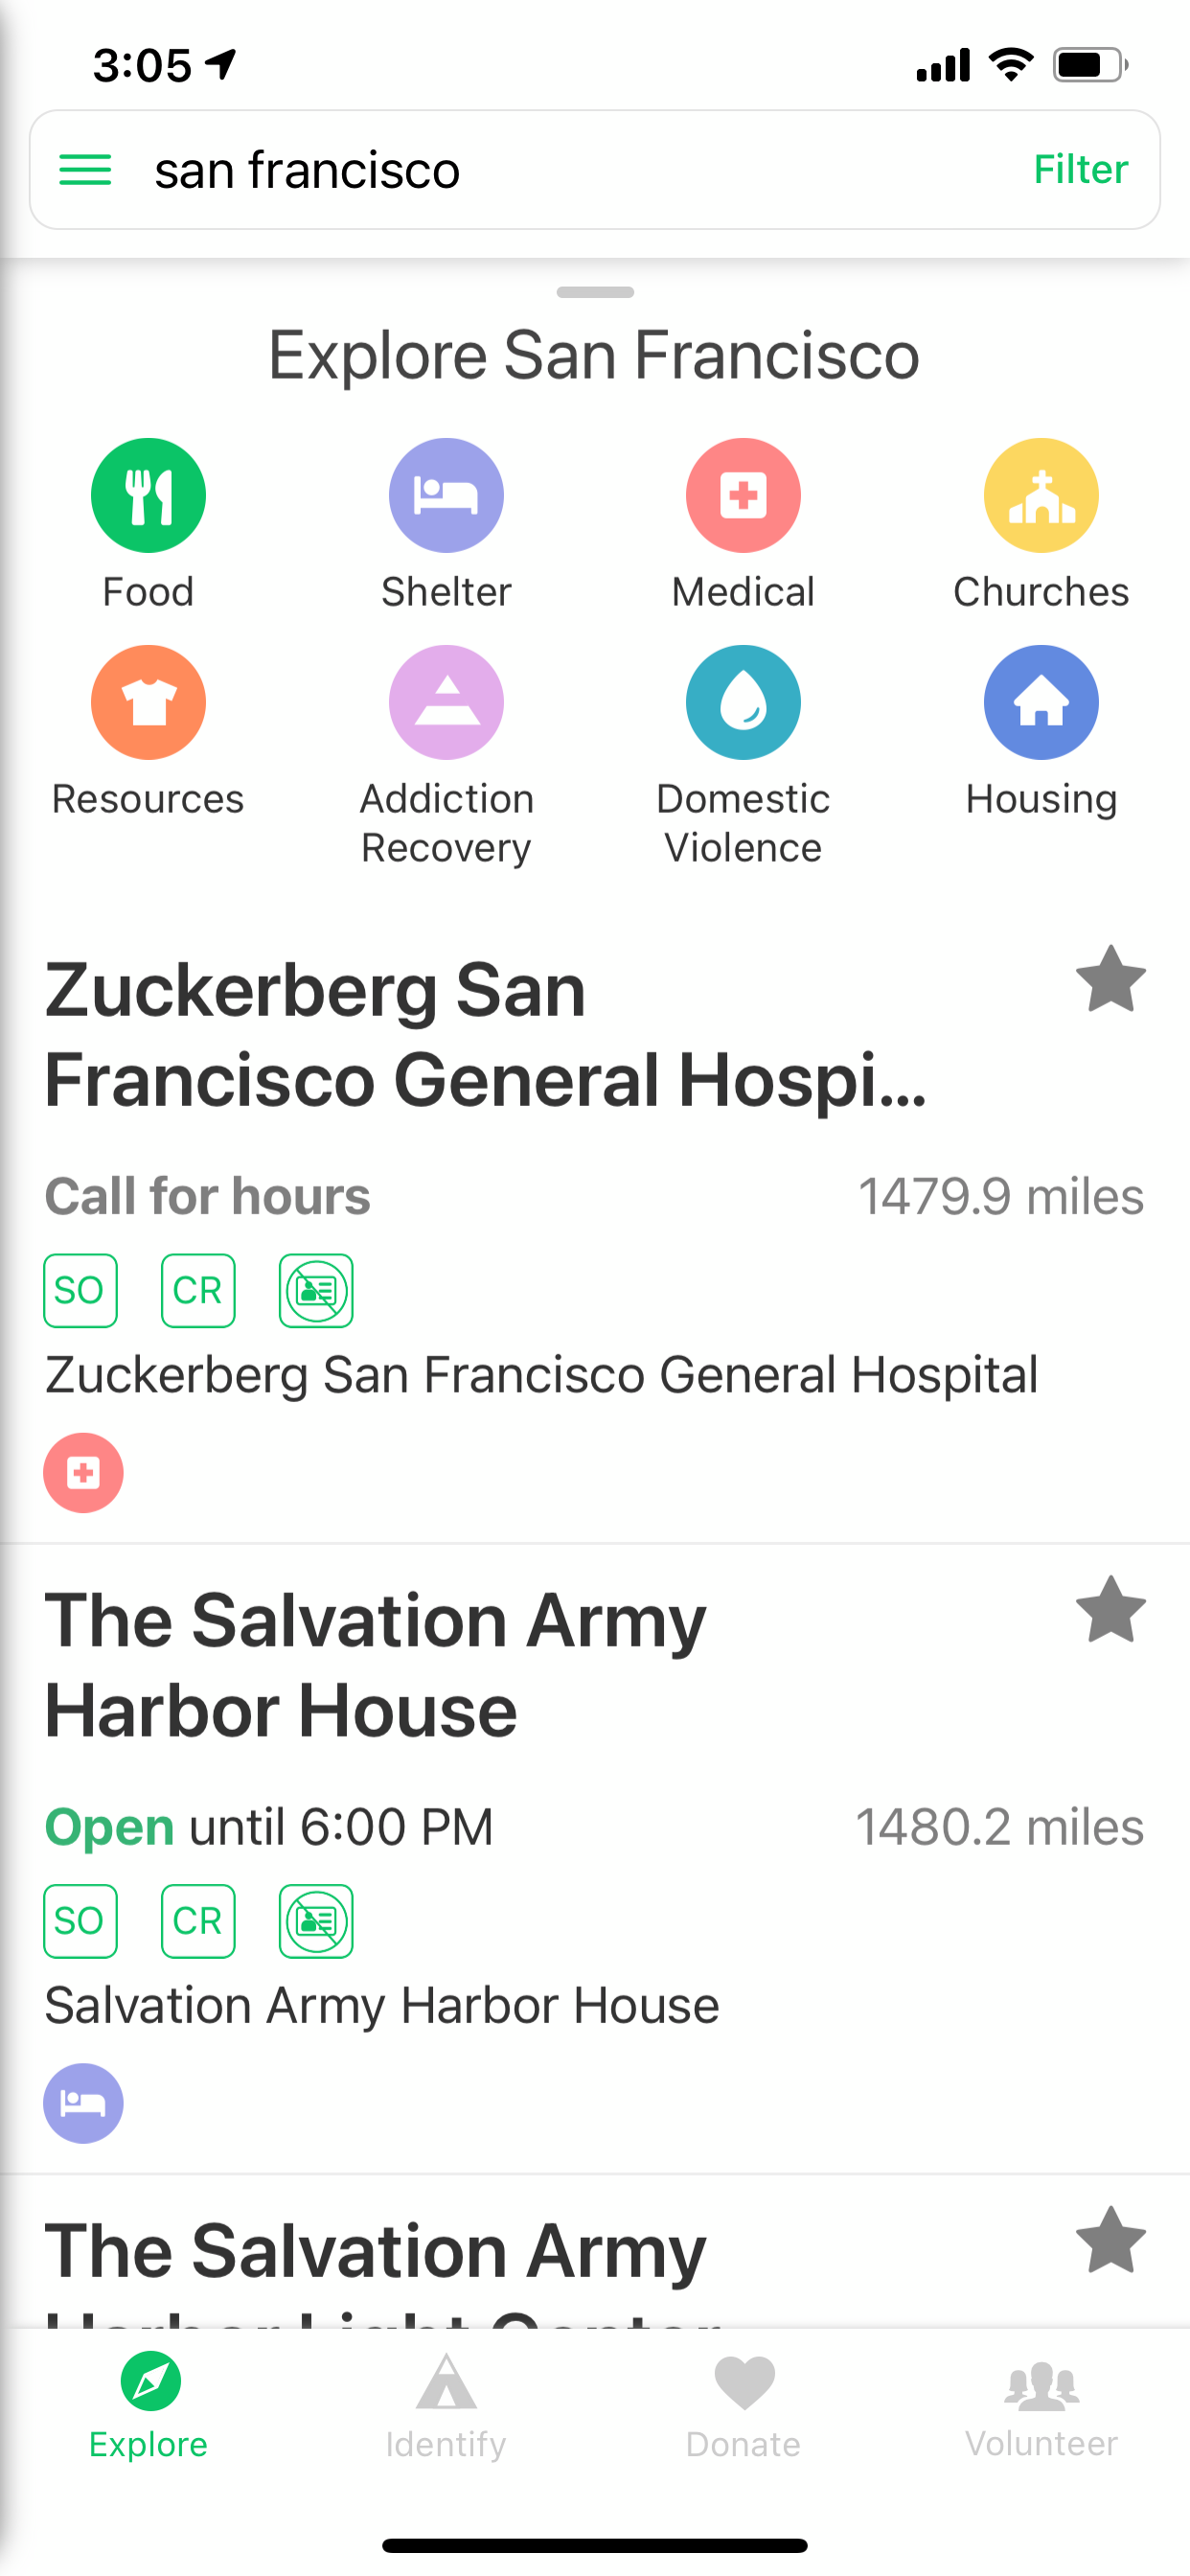 3:05
san francisco
Filter
Explore San Francisco
Food
Shelter
Medical
Churches
Resources
Addiction
Recovery
Domestic
Violence
Housing
Zuckerberg San
Francisco General Hospi...
Call for hours
1479.9 miles
SO
CR
Zuckerberg San Francisco General Hospital
The Salvation Army
Harbor House
Open until 6:00 PM
1480.2 miles
SO
CR
Salvation Army Harbor House
The Salvation Army
Harbor Light Center
Explore
Identify
Donate
Volunteer